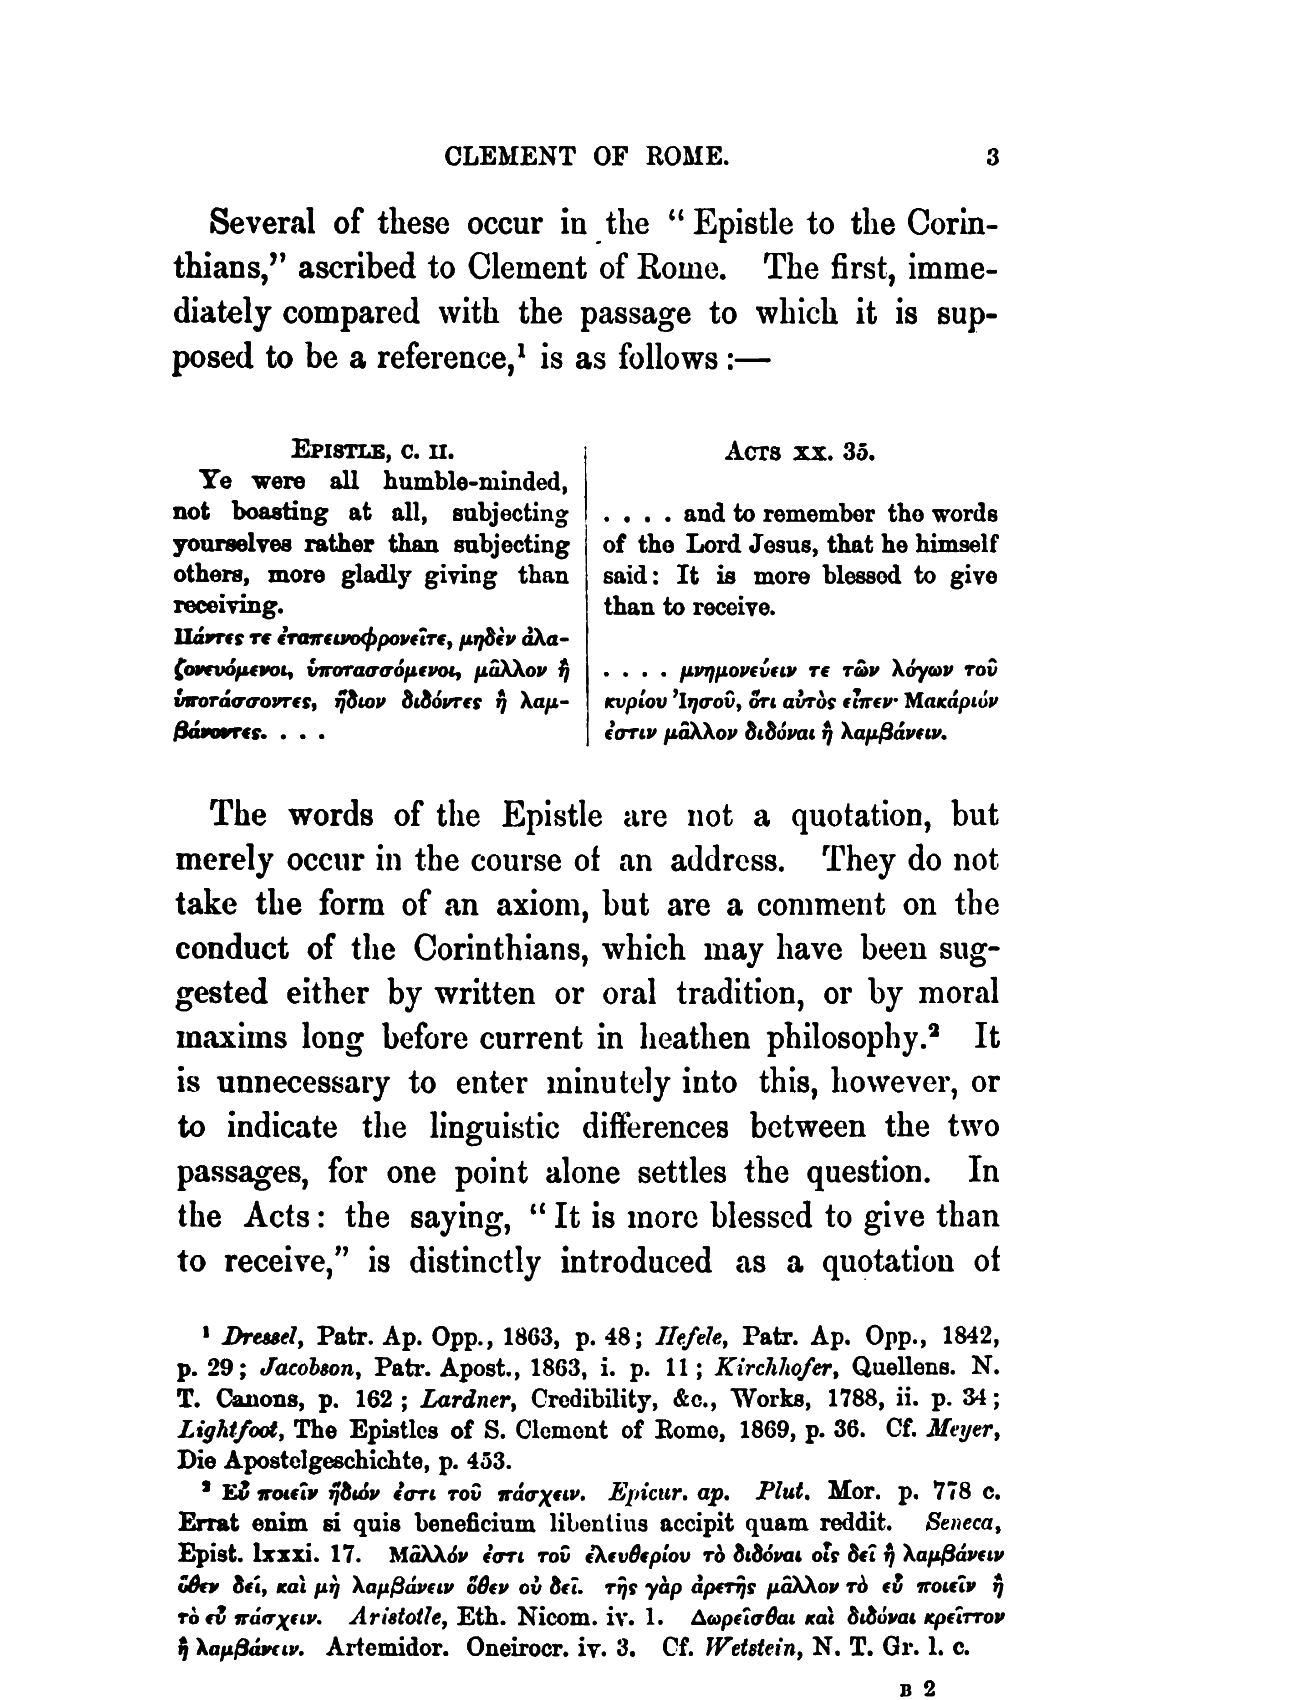 CLEMENT OF ROME. 3
Several of these occur in the “Epistle to the Corin-
thians,” ascribed to Clement of Rome. The first, imme-
diately compared with the passage to which it is sup-
posed to be a reference,¹ is as follows :—
EPISTLE, C. II.
Ye were all humble-minded,
not boasting at all, subjecting
yourselves rather than subjecting
others, more gladly giving than
receiving.
Πάντες τε ἐταπεινοφρονεῖτε, μηδὲν ἀλα-
ζονευόμενοι, ὑποτασσόμενοι, μᾶλλον ἢ
ὑποτάσσοντες, ἥδιον διδόντες ἢ λαμ-
βάνοντες. . . .
ACTS XX. 35.
. . . . and to remember the words
of the Lord Jesus, that he himself
said: It is more blessed to give
than to receive.
. . . . μνημονεύειν τε τῶν λόγων τοῦ
κυρίου Ἰησοῦ, ὅτι αὐτὸς εἶπεν· Μακάριόν
ἐστιν μᾶλλον διδόναι ἢ λαμβάνειν.
The words of the Epistle are not a quotation, but
merely occur in the course of an address. They do not
take the form of an axiom, but are a comment on the
conduct of the Corinthians, which may have been sug-
gested either by written or oral tradition, or by moral
maxims long before current in heathen philosophy.² It
is unnecessary to enter minutely into this, however, or
to indicate the linguistic differences between the two
passages, for one point alone settles the question. In
the Acts: the saying, “It is more blessed to give than
to receive,” is distinctly introduced as a quotation of
¹ Dressel, Patr. Ap. Opp., 1863, p. 48; Hefele, Patr. Ap. Opp., 1842,
p. 29; Jacobson, Patr. Apost., 1863, i. p. 11; Kirchhofer, Quellens. N.
T. Canons, p. 162; Lardner, Credibility, &c., Works, 1788, ii. p. 34;
Lightfoot, The Epistles of S. Clement of Rome, 1869, p. 36. Cf. Meyer,
Die Apostelgeschichte, p. 453.
² Εὖ ποιεῖν ἥδιόν ἐστι τοῦ πάσχειν. Epicur. ap. Plut. Mor. p. 778 c.
Errat enim si quis beneficium libentius accipit quam reddit. Seneca,
Epist. lxxxi. 17. Μᾶλλόν ἐστι τοῦ ἐλευθερίου τὸ διδόναι οἷς δεῖ ἢ λαμβάνειν
ὅθεν δεί, καὶ μὴ λαμβάνειν ὅθεν οὐ δεῖ. τῆς γὰρ ἀρετῆς μᾶλλον τὸ εὖ ποιεῖν ἢ
τὸ εὖ πάσχειν. Aristotle, Eth. Nicom. iv. 1. Δωρεῖσθαι καὶ διδόναι κρεῖττον
ἢ λαμβάνειν. Artemidor. Oneirocr. iv. 3. Cf. Wetstein, N. T. Gr. l. c.
B 2